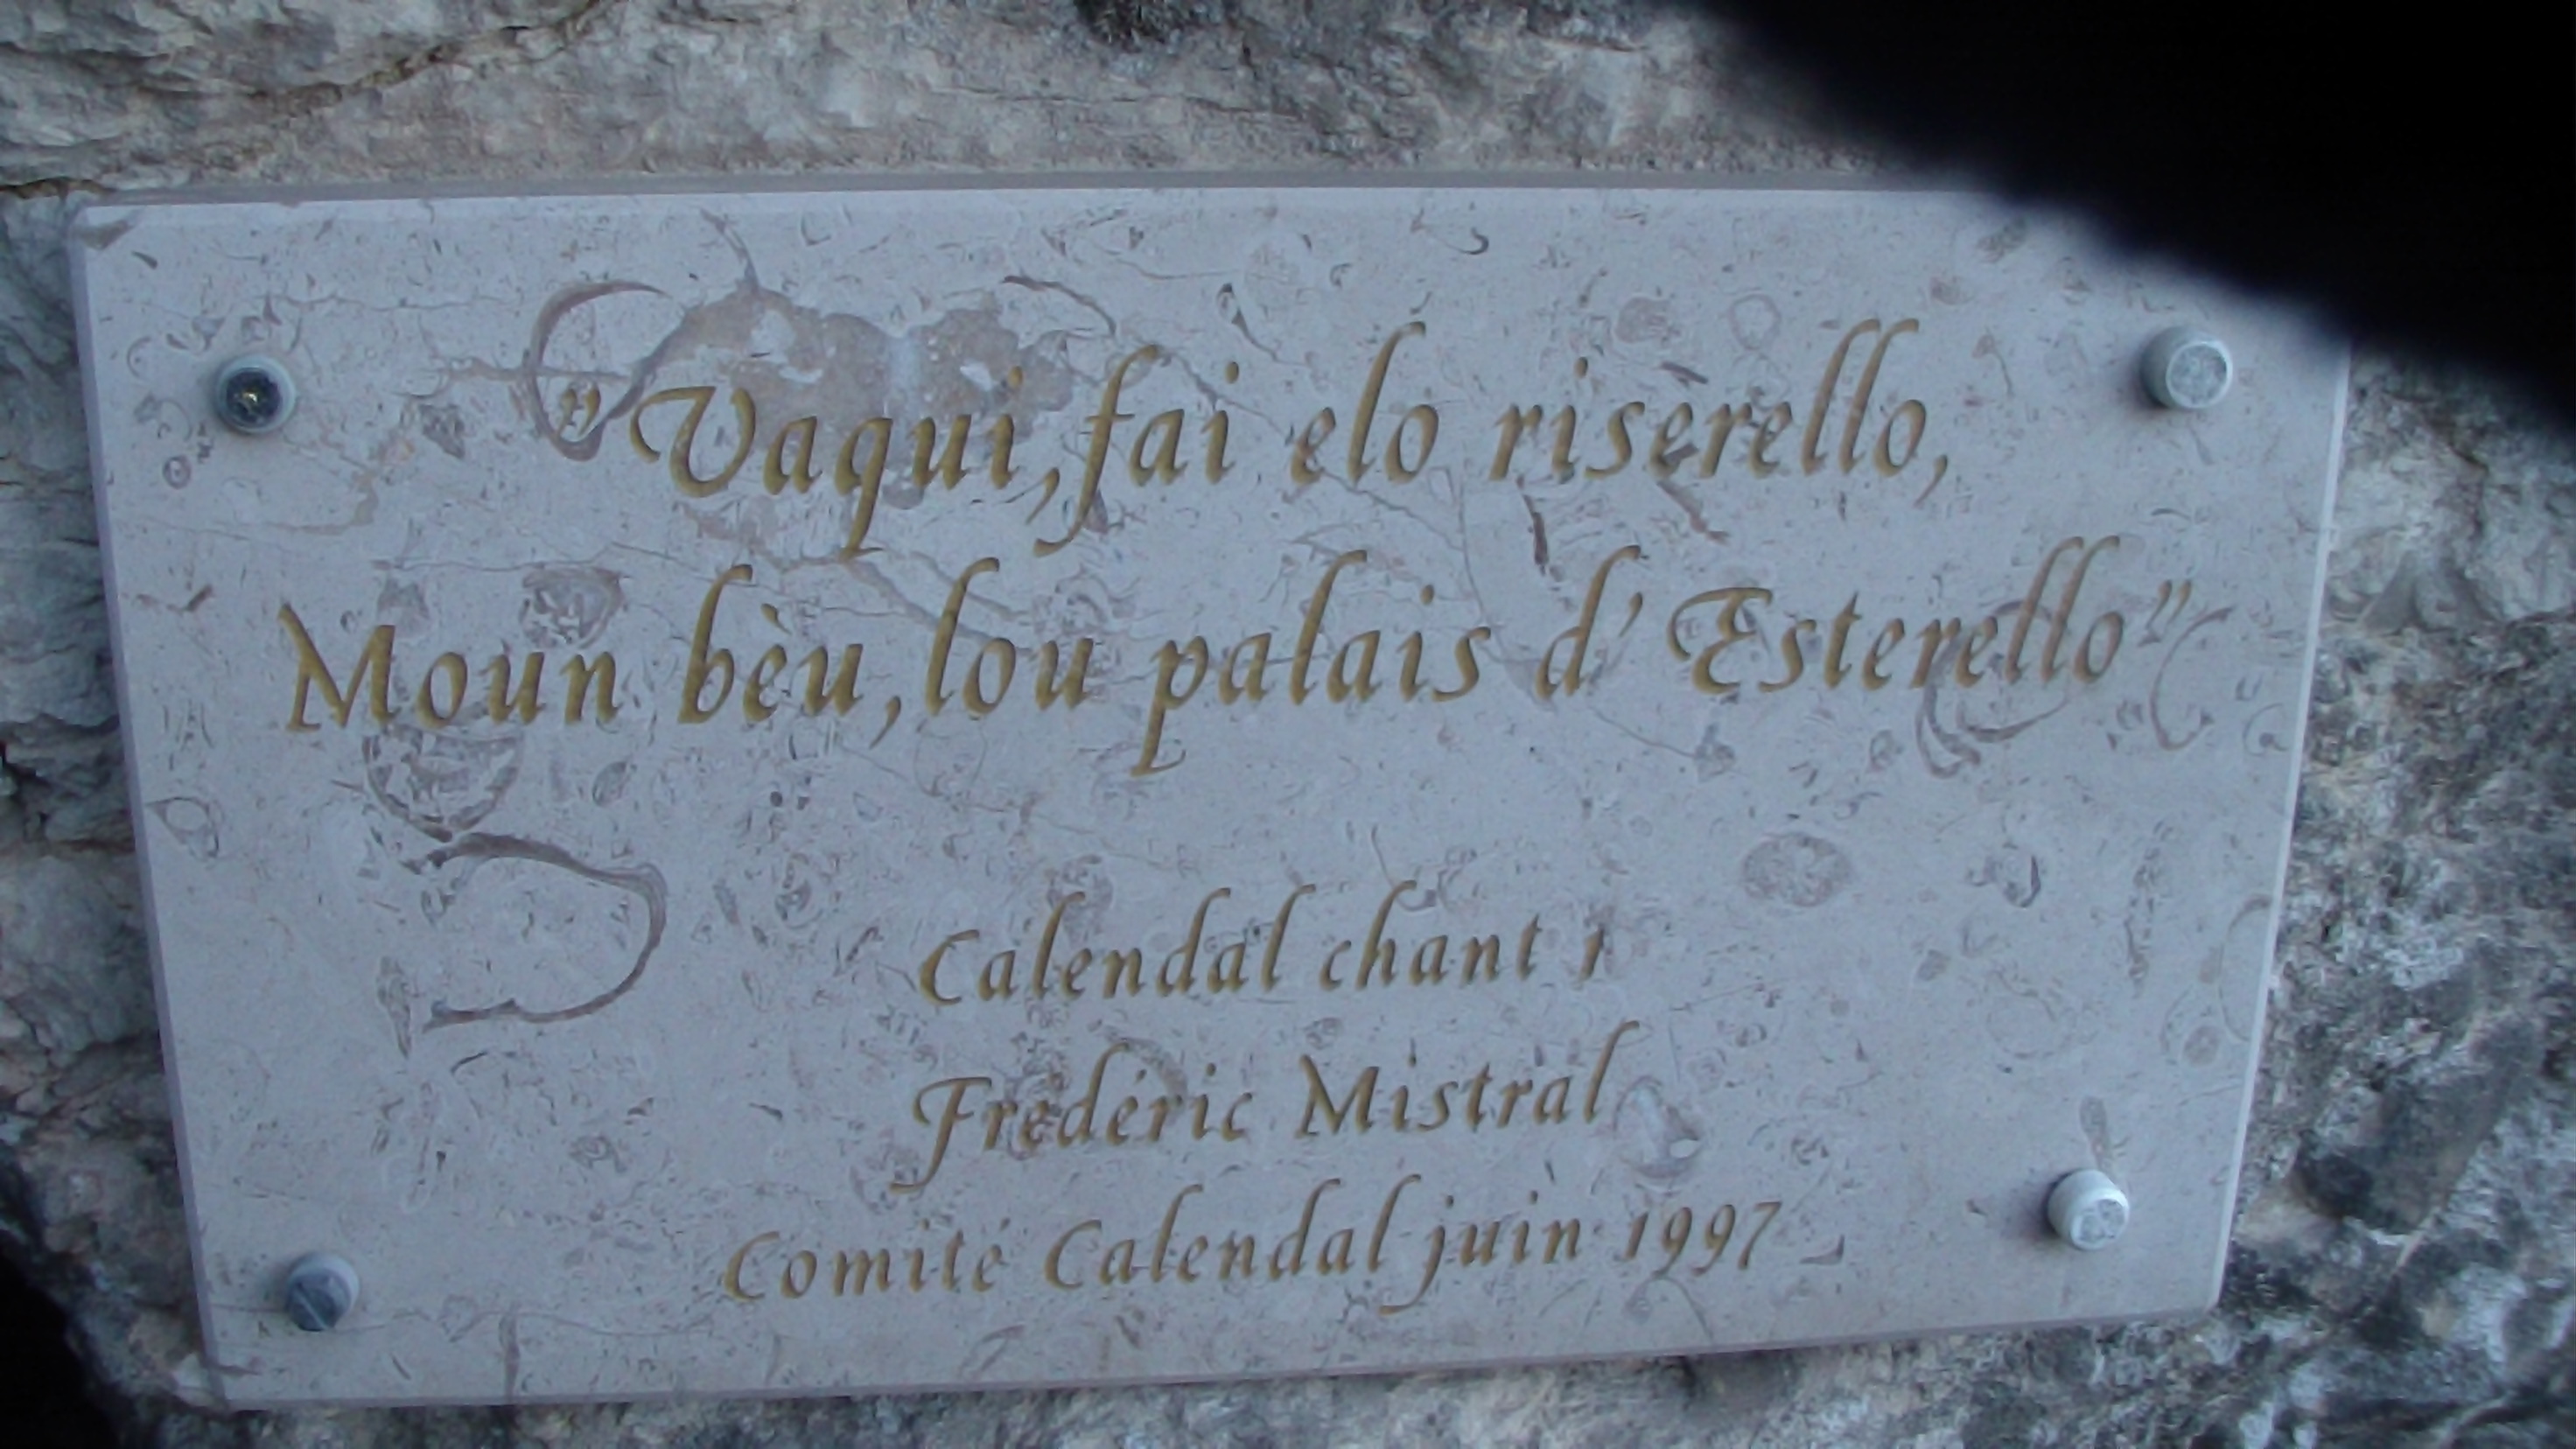 "Vaqui, fai elo riserello,
Moun bèu, lou palais d'Esterello"
Calendal chant 1
Frédéric Mistral
Comité Calendal juin 1997